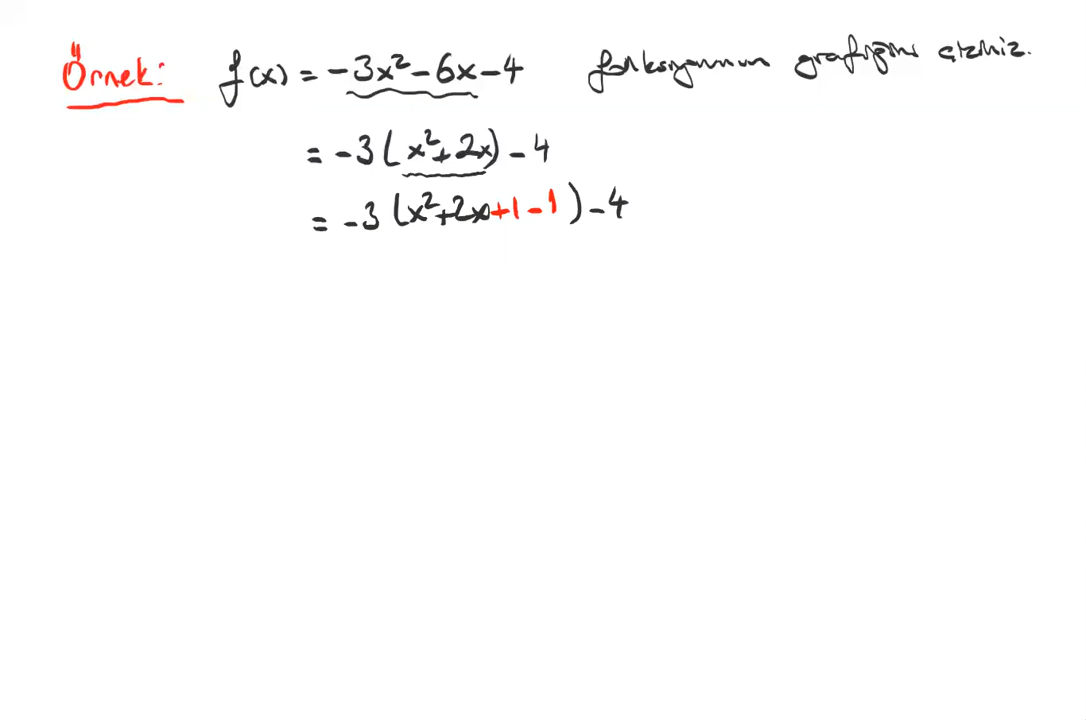 Örnek: f(x) = -3x² - 6x - 4 fonksiyonunun grafiğini çiziniz.
= -3(x² + 2x) - 4
= -3(x² + 2x + 1 - 1) - 4